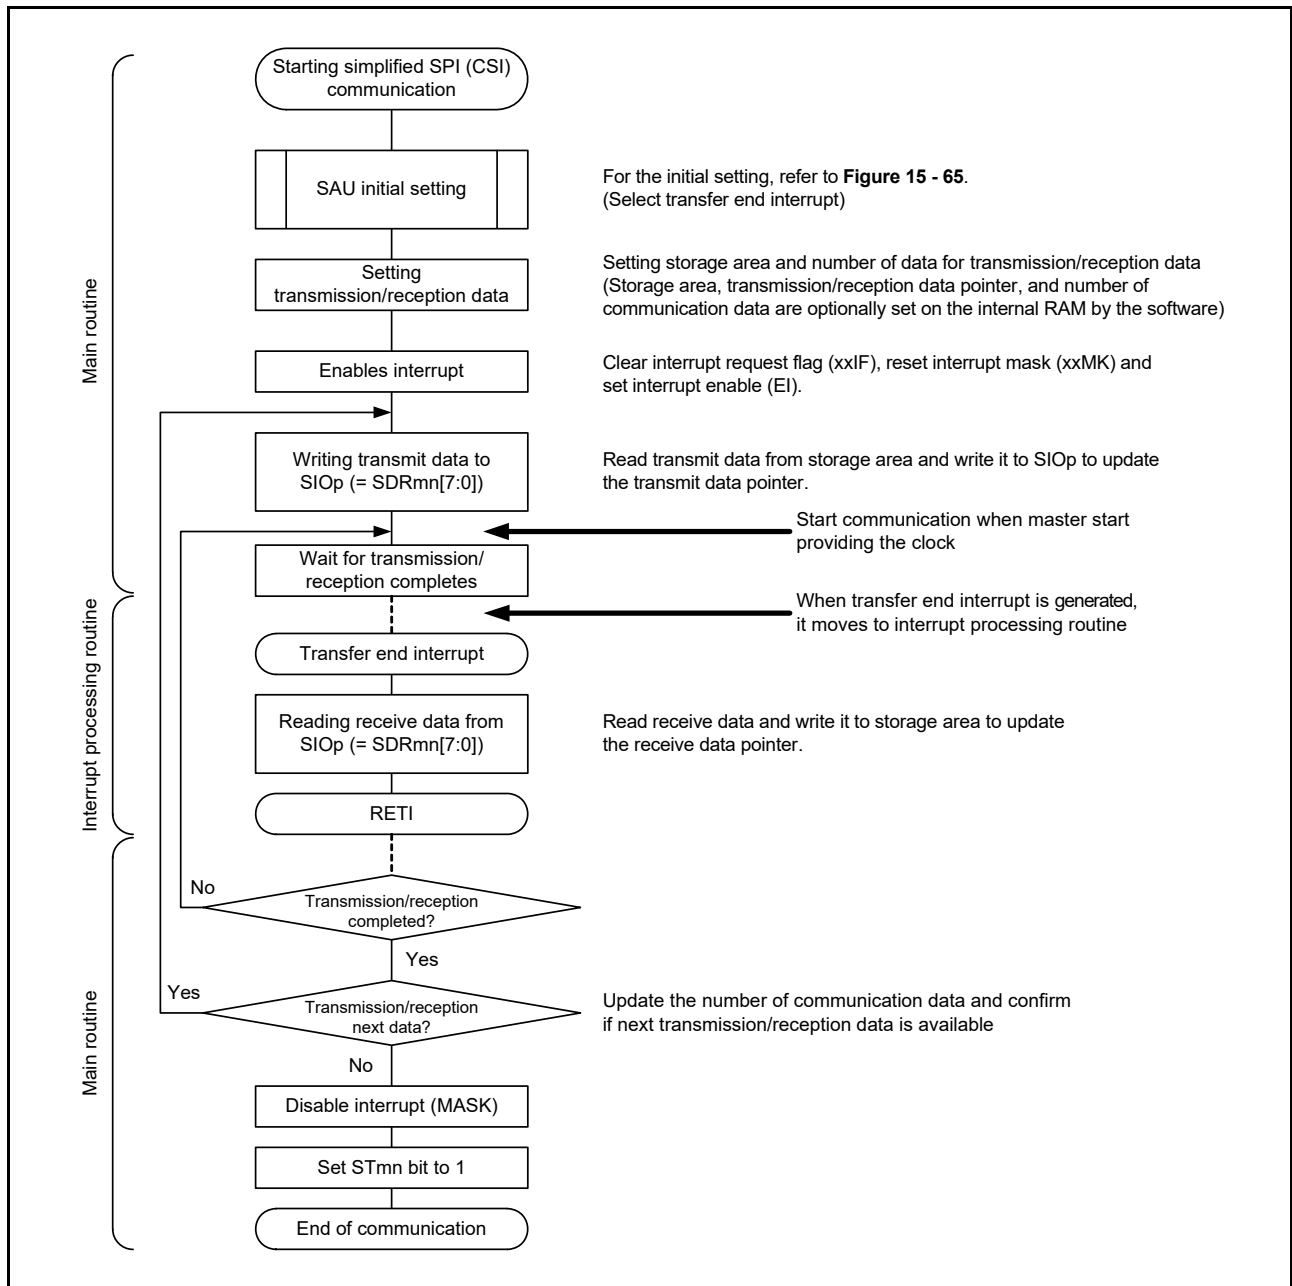 Starting simplified SPI (CSI)
communication
SAU initial setting
For the initial setting, refer to Figure 15 - 65.
(Select transfer end interrupt)
Setting
transmission/reception data
Setting storage area and number of data for transmission/reception data
(Storage area, transmission/reception data pointer, and number of
communication data are optionally set on the internal RAM by the software)
Main routine
Enables interrupt
Clear interrupt request flag (xxIF), reset interrupt mask (xxMK) and
set interrupt enable (EI).
Writing transmit data to
SIOp (= SDRmn[7:0])
Read transmit data from storage area and write it to SIOp to update
the transmit data pointer.
Start communication when master start
providing the clock
Wait for transmission/
reception completes
When transfer end interrupt is generated,
it moves to interrupt processing routine
Interrupt processing routine
Transfer end interrupt
Reading receive data from
SIOp (= SDRmn[7:0])
Read receive data and write it to storage area to update
the receive data pointer.
RETI
No
Transmission/reception
completed?
Yes
Main routine
Yes
Transmission/reception
next data?
Update the number of communication data and confirm
if next transmission/reception data is available
No
Disable interrupt (MASK)
Set STmn bit to 1
End of communication